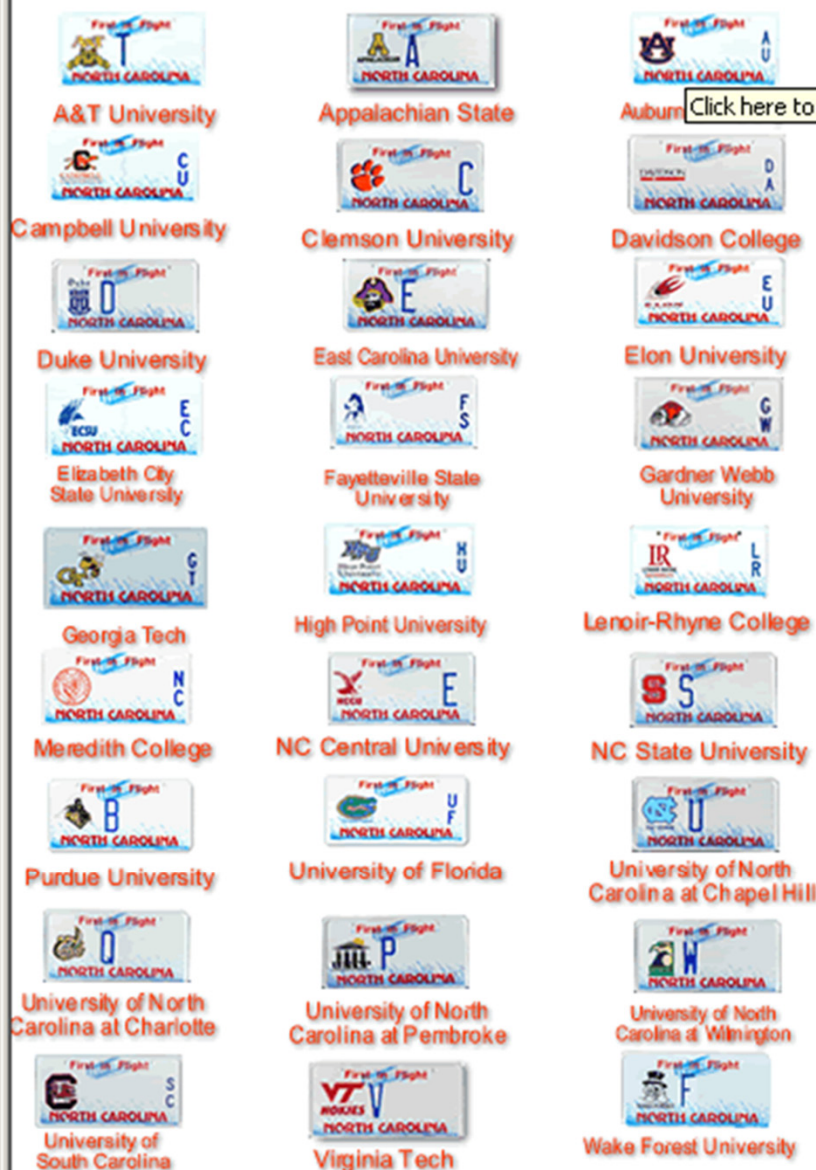 First in Flight
T
NORTH CAROLINA
A&T University
First in Flight
A
APPALACHIAN
NORTH CAROLINA
Appalachian State
First in Flight
AU
NORTH CAROLINA
Auburn
Click here to
First in Flight
C
CU
NORTH CAROLINA
Campbell University
First in Flight
C
NORTH CAROLINA
Clemson University
First in Flight
DAVIDSON
DA
NORTH CAROLINA
Davidson College
First in Flight
Duke
D
NORTH CAROLINA
Duke University
First in Flight
E
NORTH CAROLINA
East Carolina University
First in Flight
ELON
EU
NORTH CAROLINA
Elon University
First in Flight
ECSU
EC
NORTH CAROLINA
Elizabeth City
State University
First in Flight
FS
NORTH CAROLINA
Fayetteville State
University
First in Flight
GW
NORTH CAROLINA
Gardner Webb
University
First in Flight
GT
GT
NORTH CAROLINA
Georgia Tech
First in Flight
HPU
High Point
University
HU
NORTH CAROLINA
High Point University
First in Flight
LR
LR
NORTH CAROLINA
Lenoir-Rhyne College
First in Flight
NC
NORTH CAROLINA
Meredith College
First in Flight
NCCU
E
NORTH CAROLINA
NC Central University
First in Flight
S
S
NORTH CAROLINA
NC State University
First in Flight
B
NORTH CAROLINA
Purdue University
First in Flight
UF
NORTH CAROLINA
University of Florida
First in Flight
NC
U
NORTH CAROLINA
University of North
Carolina at Chapel Hill
First in Flight
Q
NORTH CAROLINA
University of North
Carolina at Charlotte
First in Flight
P
NORTH CAROLINA
University of North
Carolina at Pembroke
First in Flight
W
NORTH CAROLINA
University of North
Carolina at Wilmington
First in Flight
C
SC
NORTH CAROLINA
University of
South Carolina
First in Flight
VT
HOKIES
V
NORTH CAROLINA
Virginia Tech
First in Flight
F
NORTH CAROLINA
Wake Forest University